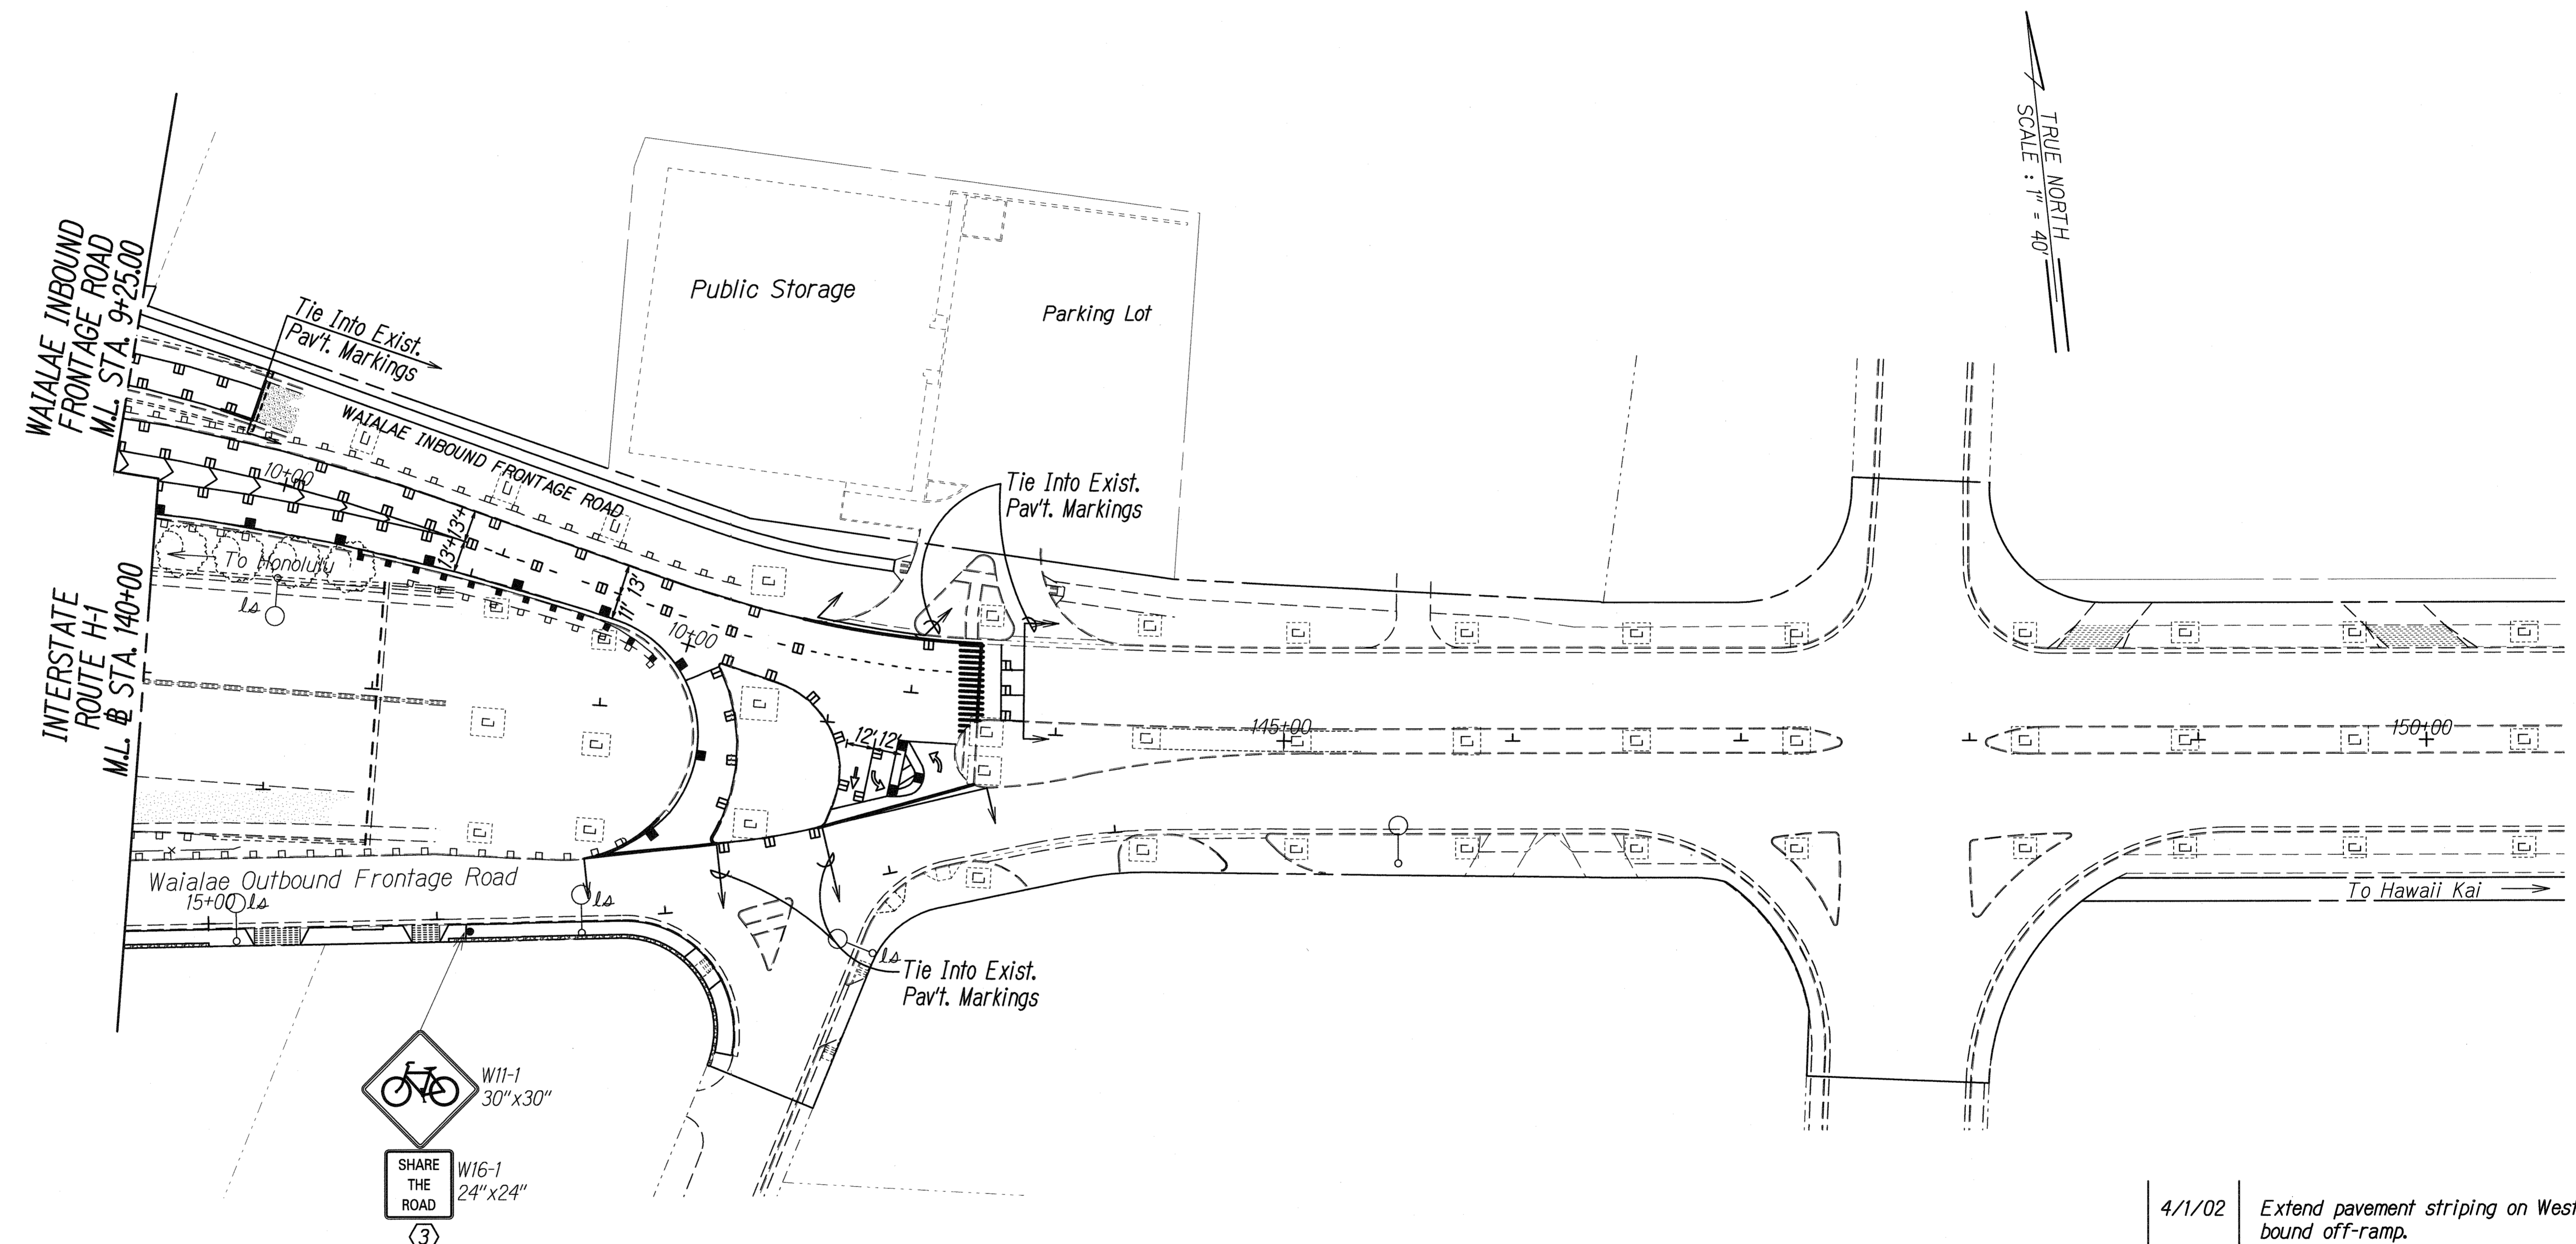 TRUE NORTH
SCALE : 1" = 40'
WAIALAE INBOUND
FRONTAGE ROAD
M.L. STA. 9+25.00
Tie Into Exist.
Pav't. Markings
Public Storage
Parking Lot
WAIALAE INBOUND FRONTAGE ROAD
10+00
Tie Into Exist.
Pav't. Markings
13'±
13'±
To Honolulu
ls
13'
11'
10+00
INTERSTATE
ROUTE H-1
M.L. B STA. 140+00
145+00
150+00
12'
12'
Waialae Outbound Frontage Road
15+00
ls
ls
To Hawaii Kai
ls
Tie Into Exist.
Pav't. Markings
W11-1
30"x30"
SHARE
THE
ROAD
W16-1
24"x24"
3
4/1/02
Extend pavement striping on West
bound off-ramp.